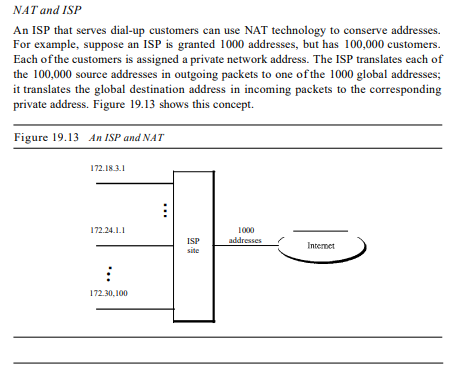 NAT and ISP
An ISP that serves dial-up customers can use NAT technology to conserve addresses.
For example, suppose an ISP is granted 1000 addresses, but has 100,000 customers.
Each of the customers is assigned a private network address. The ISP translates each of
the 100,000 source addresses in outgoing packets to one of the 1000 global addresses;
it translates the global destination address in incoming packets to the corresponding
private address. Figure 19.13 shows this concept.
Figure 19.13 An ISP and NAT
172.18.3.1
172.24.1.1
172.30,100
ISP
site
1000
addresses
Internet